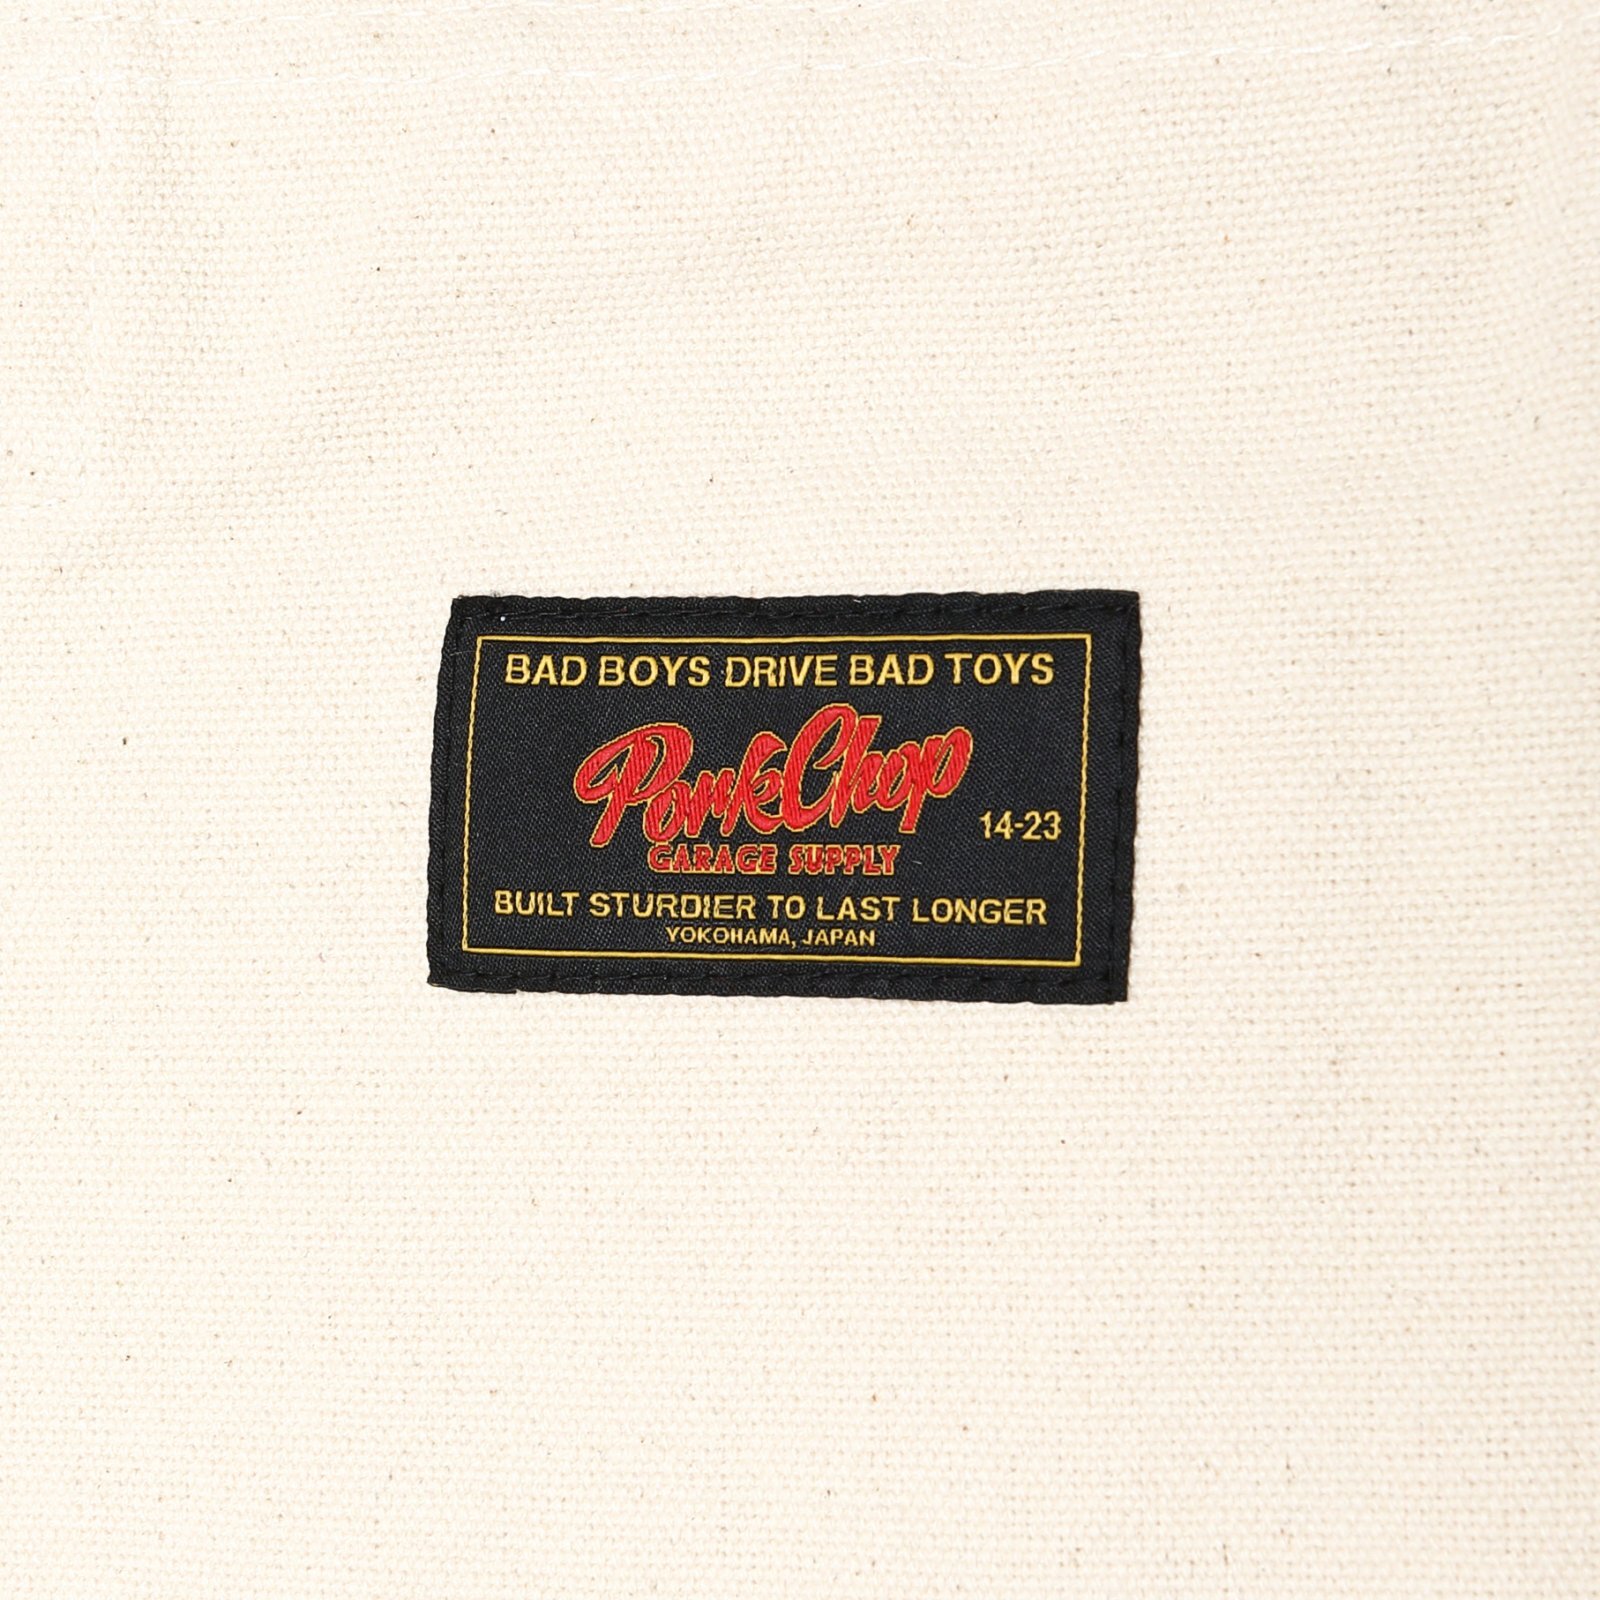 BAD BOYS DRIVE BAD TOYS
PorkChop
14-23
GARAGE SUPPLY
BUILT STURDIER TO LAST LONGER
YOKOHAMA, JAPAN